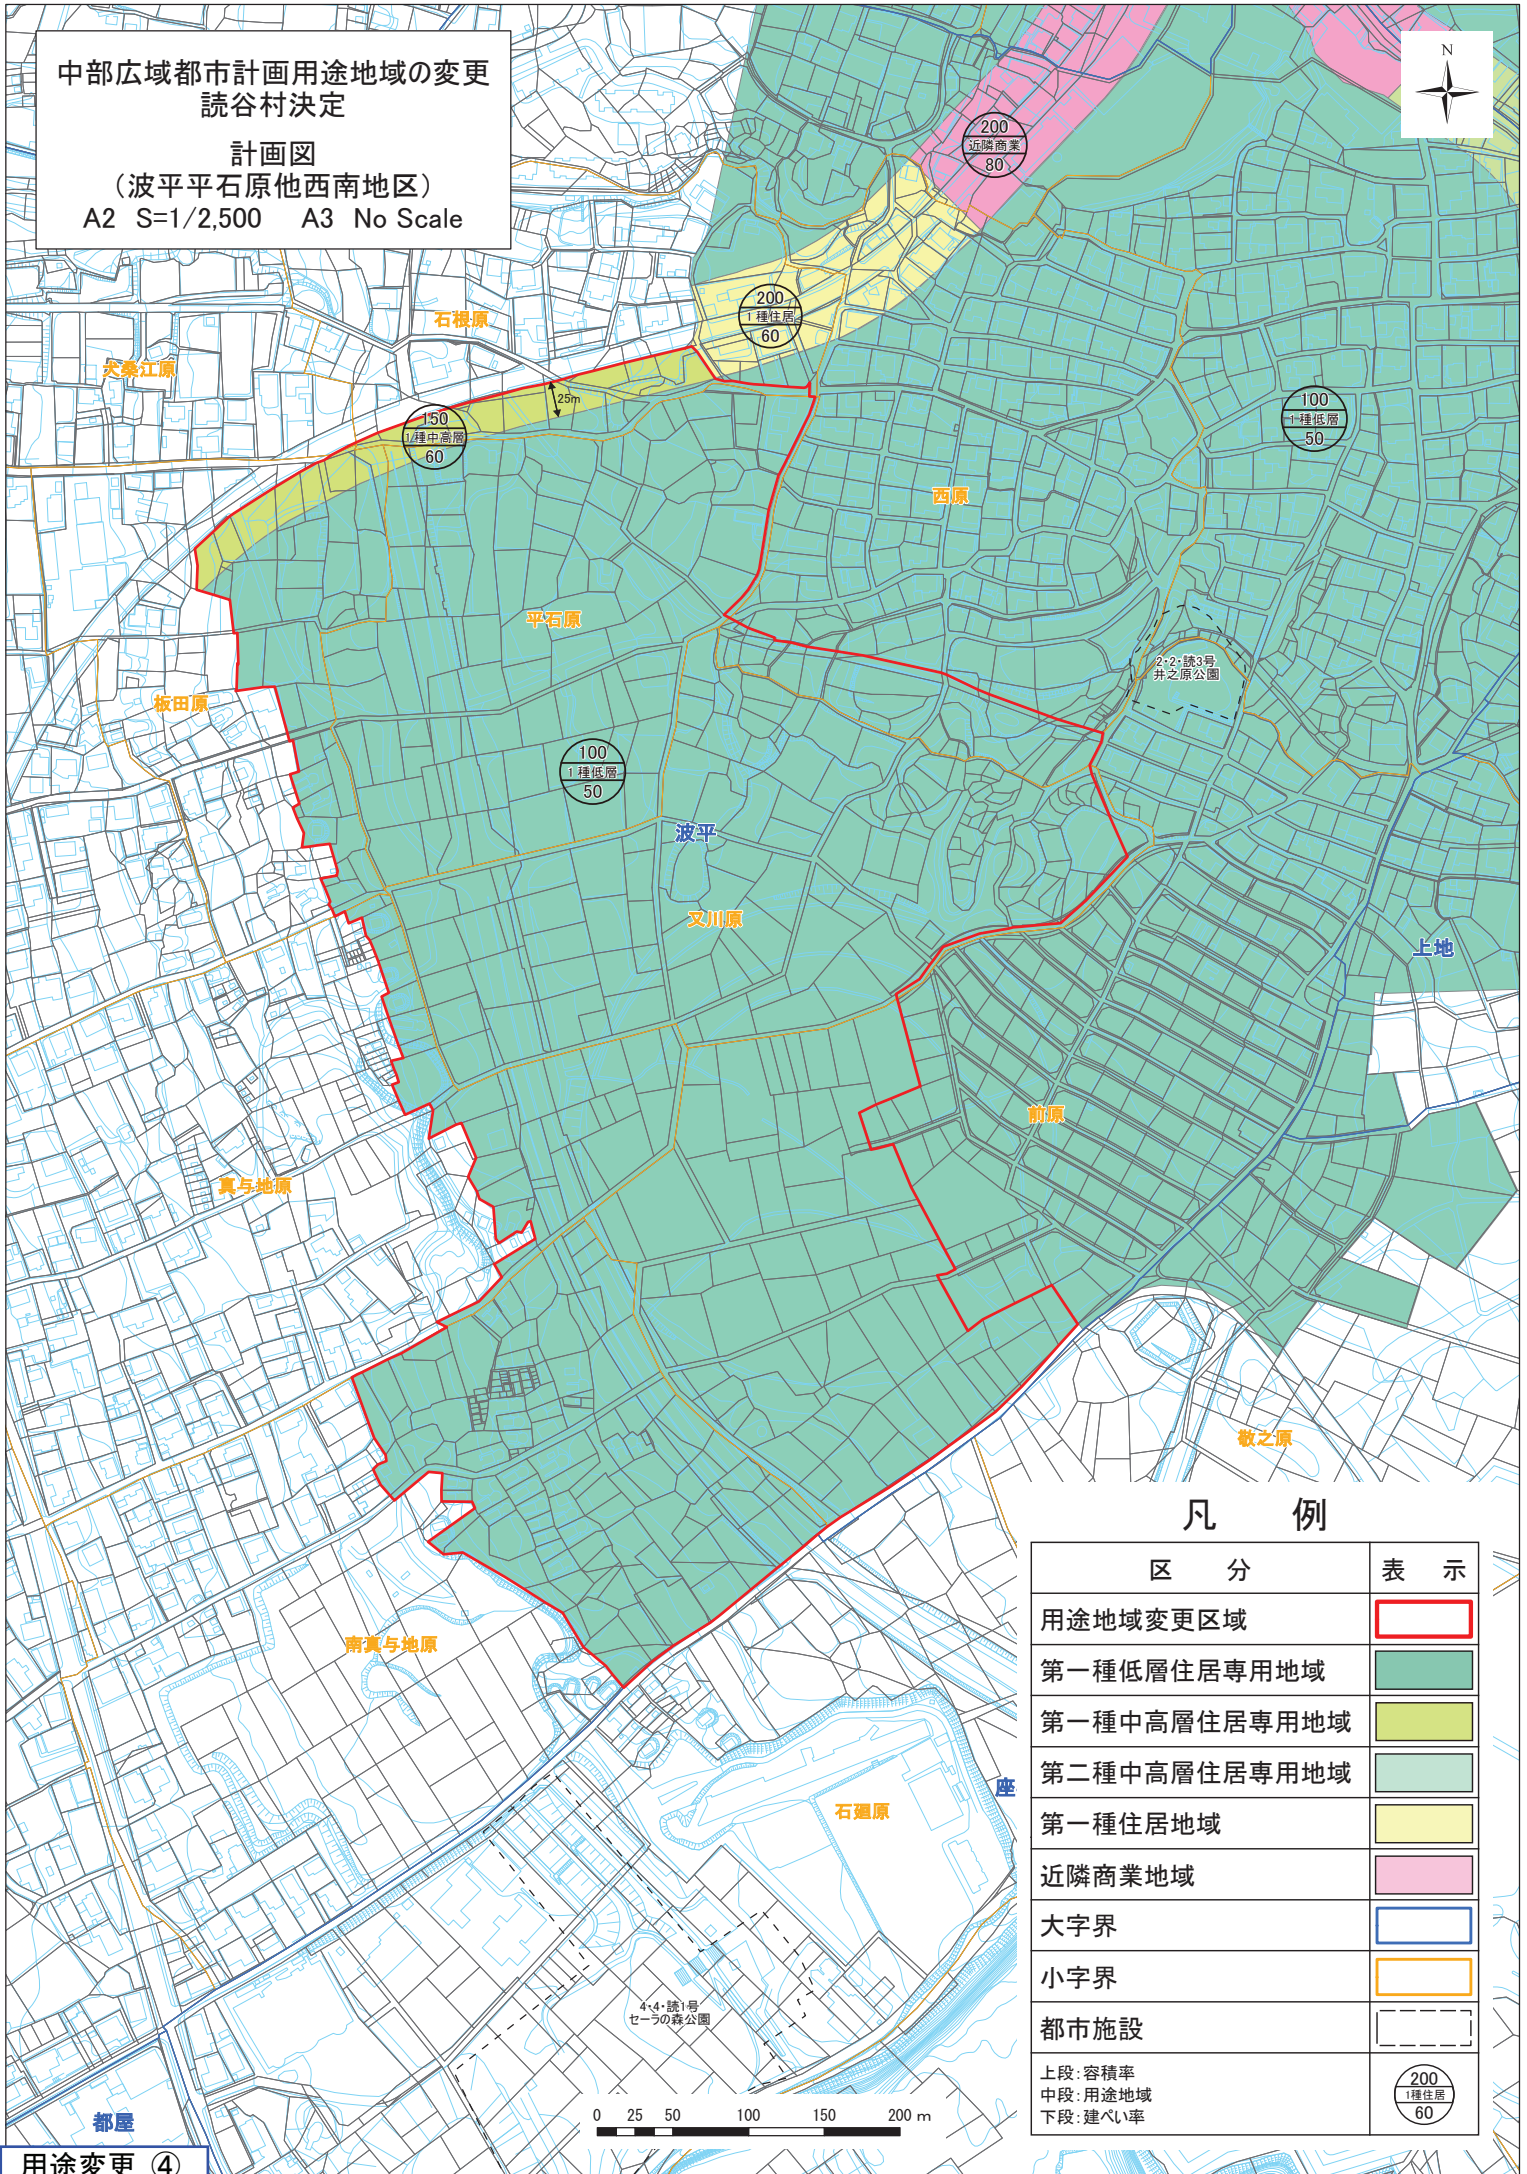 中部広域都市計画用途地域の変更
読谷村決定
計画図
（波平平石原他西南地区）
A2 S=1/2,500 A3 No Scale
N
200
近隣商業
80
200
1種住居
60
石根原
犬桑江原
25m
150
1種中高層
60
100
1種低層
50
西原
平石原
2・2・読3号
井之原公園
板田原
100
1種低層
50
波平
又川原
上地
前原
真与地原
敬之原
南真与地原
座
石廻原
4・4・読1号
セーラの森公園
都屋
凡 例
区 分 表 示
用途地域変更区域
第一種低層住居専用地域
第一種中高層住居専用地域
第二種中高層住居専用地域
第一種住居地域
近隣商業地域
大字界
小字界
都市施設
上段：容積率
中段：用途地域
下段：建ぺい率
200
1種住居
60
0 25 50 100 150 200 m
用途変更 ④